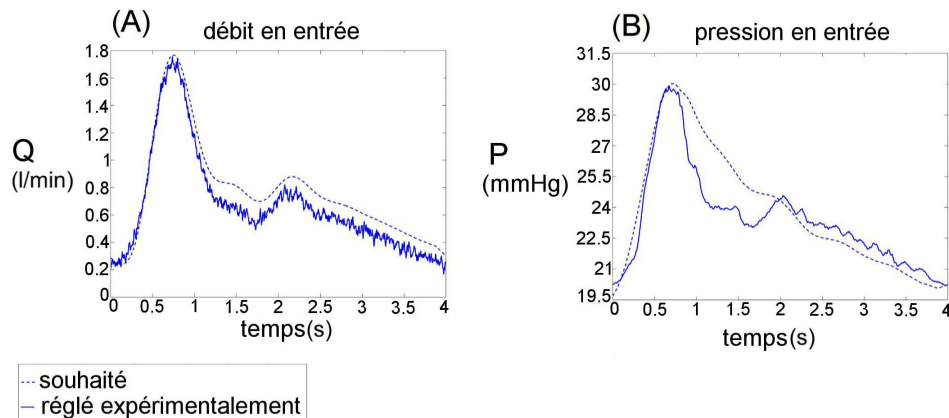 (A)
débit en entrée
1.8
1.6
1.4
1.2
1
0.8
0.6
0.4
0.2
0
Q
(l/min)
0 0.5 1 1.5 2 2.5 3 3.5 4
temps(s)
(B)
pression en entrée
31.5
30
28.5
27
25.5
24
22.5
21
19.5
P
(mmHg)
0 0.5 1 1.5 2 2.5 3 3.5 4
temps(s)
souhaité
réglé expérimentalement